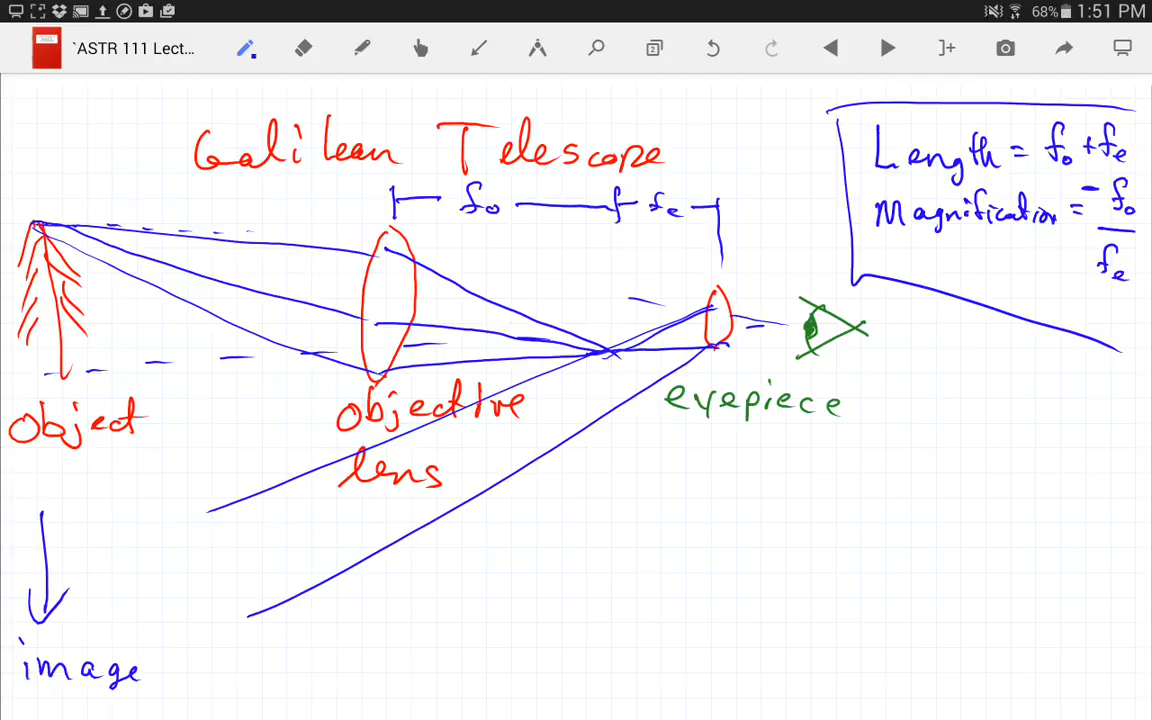 68% 1:51 PM
`ASTR 111 Lect...
2
Galilean Telescope
fo fe
Length = fo + fe
Magnification = - fo / fe
eyepiece
object
objective
lens
image